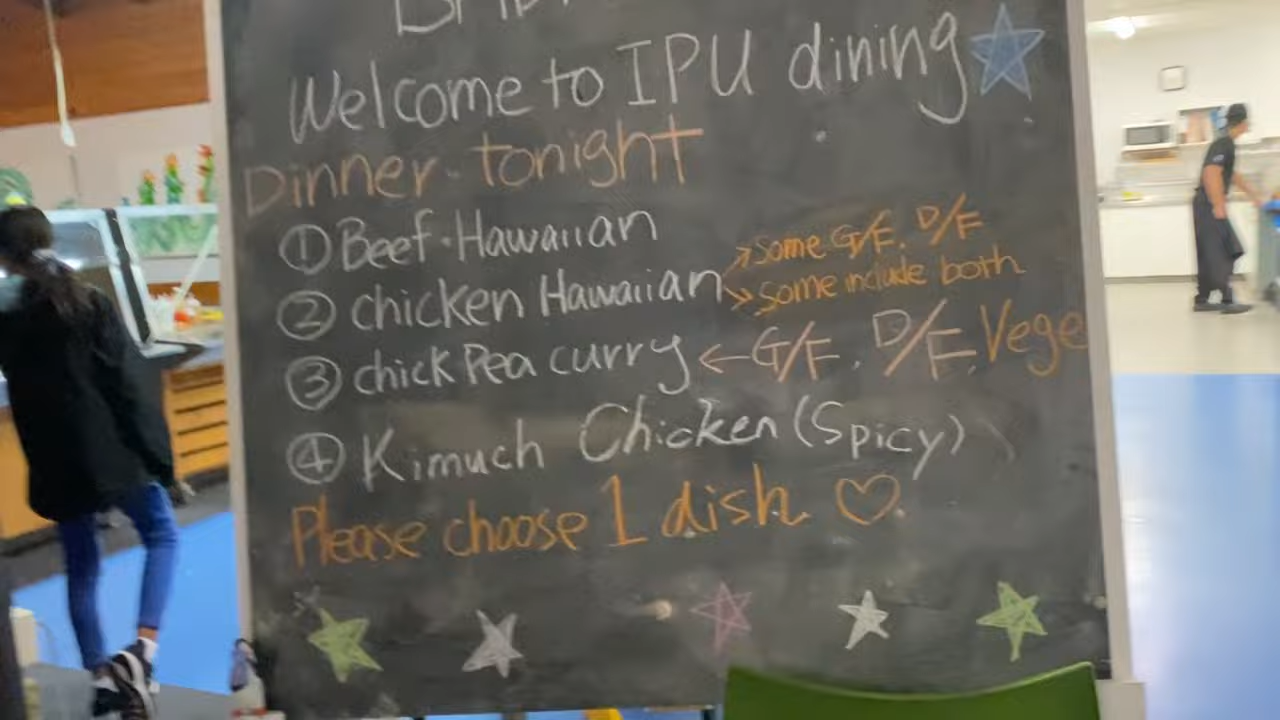 Welcome to IPU dining
Dinner tonight
① Beef Hawaiian
② chicken Hawaiian
→ some G/F. D/F
→ some include both
③ chick Pea curry ← G/F. D/F. Vege
④ Kimuch Chicken (Spicy)
Please choose 1 dish ♡